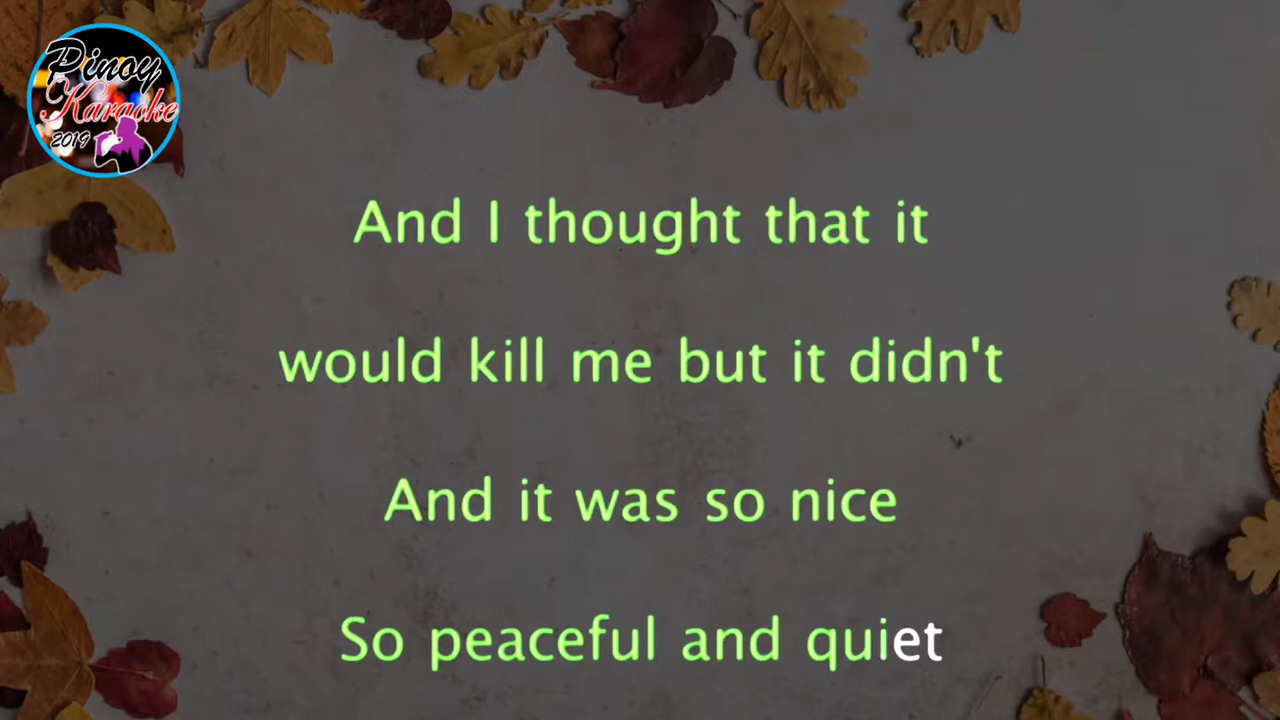 Pinoy
Karaoke
2019
And I thought that it
would kill me but it didn't
And it was so nice
So peaceful and quiet